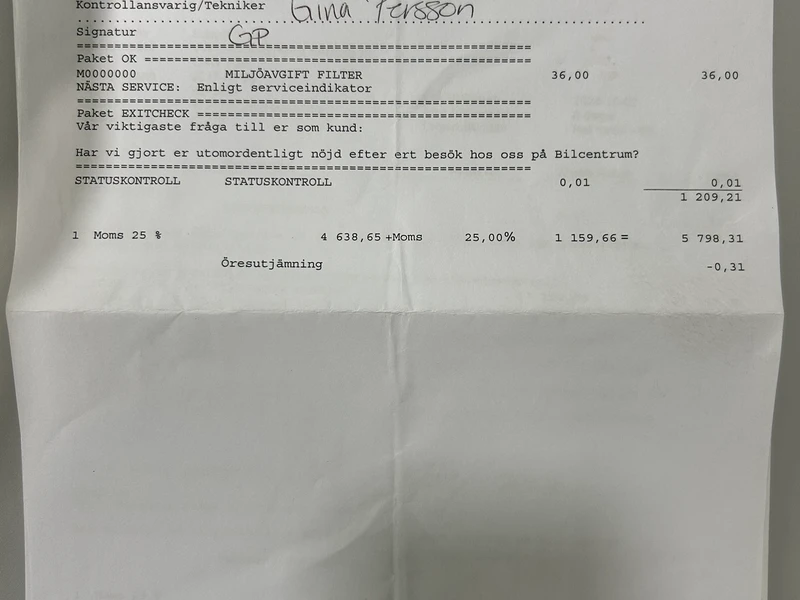 Kontrollansvarig/Tekniker Gina Persson
................................................................................
Signatur GP
===========================================================
Paket OK ==================================================
M0000000 MILJÖAVGIFT FILTER 36,00 36,00
NÄSTA SERVICE: Enligt serviceindikator
===========================================================
Paket EXITCHECK ===========================================
Vår viktigaste fråga till er som kund:
Har vi gjort er utomordentligt nöjd efter ert besök hos oss på Bilcentrum?
===========================================================
STATUSKONTROLL STATUSKONTROLL 0,01 0,01
1 209,21
1 Moms 25 % 4 638,65 +Moms 25,00% 1 159,66 = 5 798,31
Öresutjämning -0,31